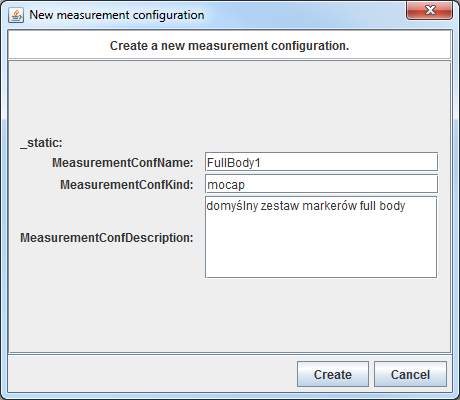 New measurement configuration
Create a new measurement configuration.
_static:
MeasurementConfName: FullBody1
MeasurementConfKind: mocap
MeasurementConfDescription: domyślny zestaw markerów full body
Create Cancel